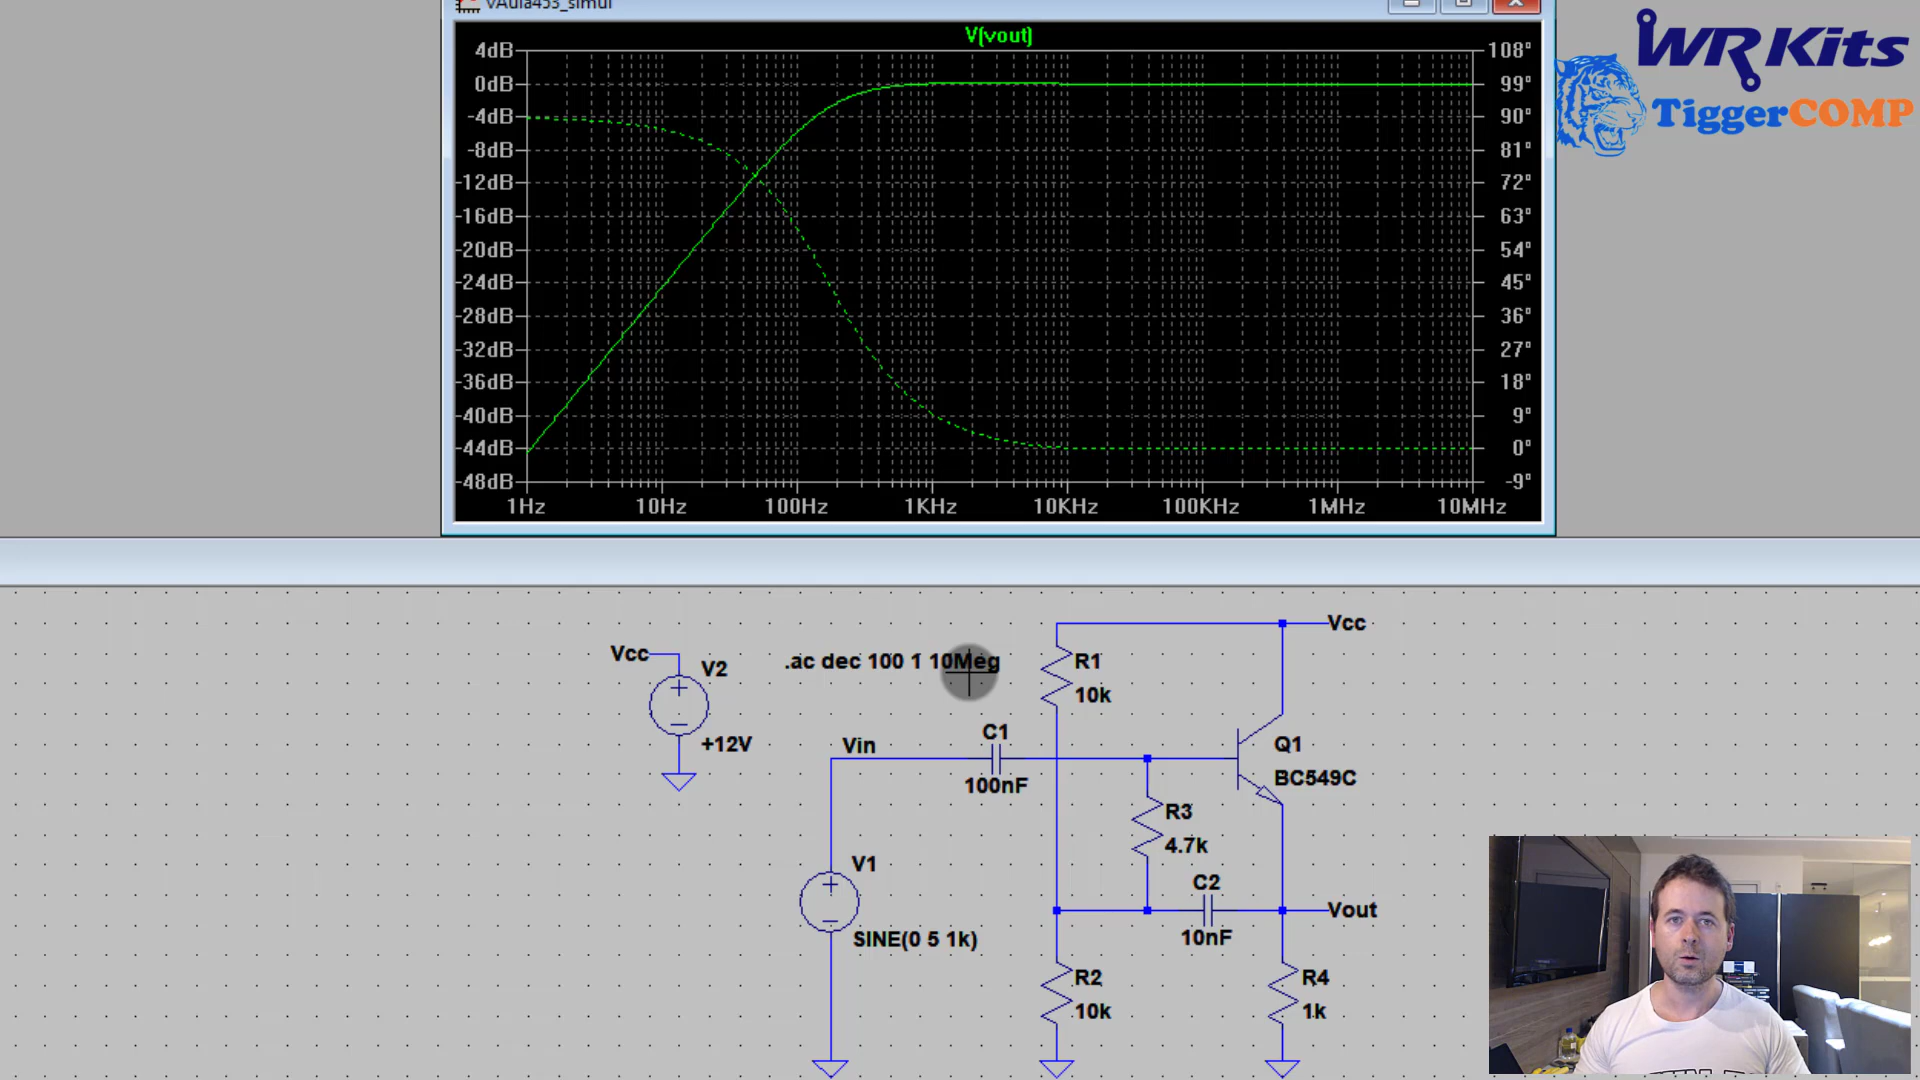 vAula453_simul
V(vout)
4dB
0dB
-4dB
-8dB
-12dB
-16dB
-20dB
-24dB
-28dB
-32dB
-36dB
-40dB
-44dB
-48dB
108°
99°
90°
81°
72°
63°
54°
45°
36°
27°
18°
9°
0°
-9°
1Hz 10Hz 100Hz 1KHz 10KHz 100KHz 1MHz 10MHz
WR Kits
TiggerCOMP
Vcc
V2
+12V
.ac dec 100 1 10Meg
Vcc
R1
10k
Vin
C1
100nF
Q1
BC549C
R3
4.7k
V1
SINE(0 5 1k)
C2
10nF
Vout
R2
10k
R4
1k